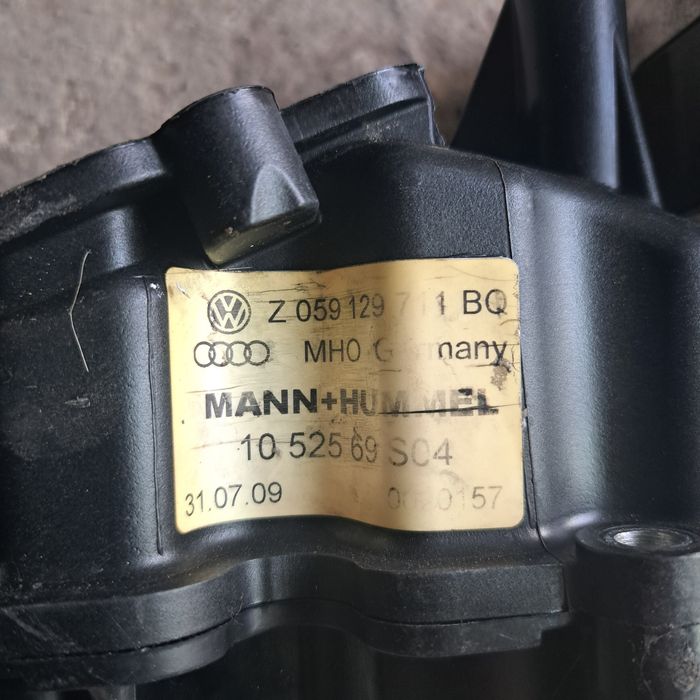 Z 059 129 711 BQ
MH0 Germany
MANN+HUMMEL
10 525 69 S04
31.07.09